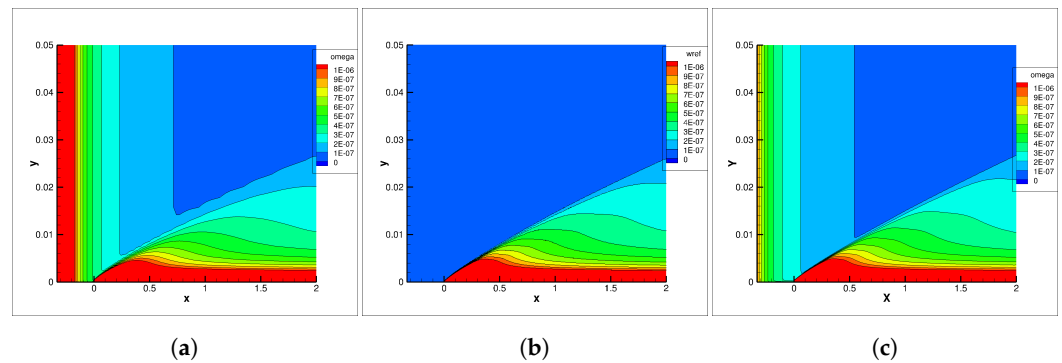 0.05
0.04
0.03
0.02
0.01
0
y
0
0.5
1
1.5
2
x
omega
1E-06
9E-07
8E-07
7E-07
6E-07
5E-07
4E-07
3E-07
2E-07
1E-07
0
(a)
0.05
0.04
0.03
0.02
0.01
0
y
0
0.5
1
1.5
2
x
wref
1E-06
9E-07
8E-07
7E-07
6E-07
5E-07
4E-07
3E-07
2E-07
1E-07
0
(b)
0.05
0.04
0.03
0.02
0.01
0
Y
0
0.5
1
1.5
2
X
omega
1E-06
9E-07
8E-07
7E-07
6E-07
5E-07
4E-07
3E-07
2E-07
1E-07
0
(c)